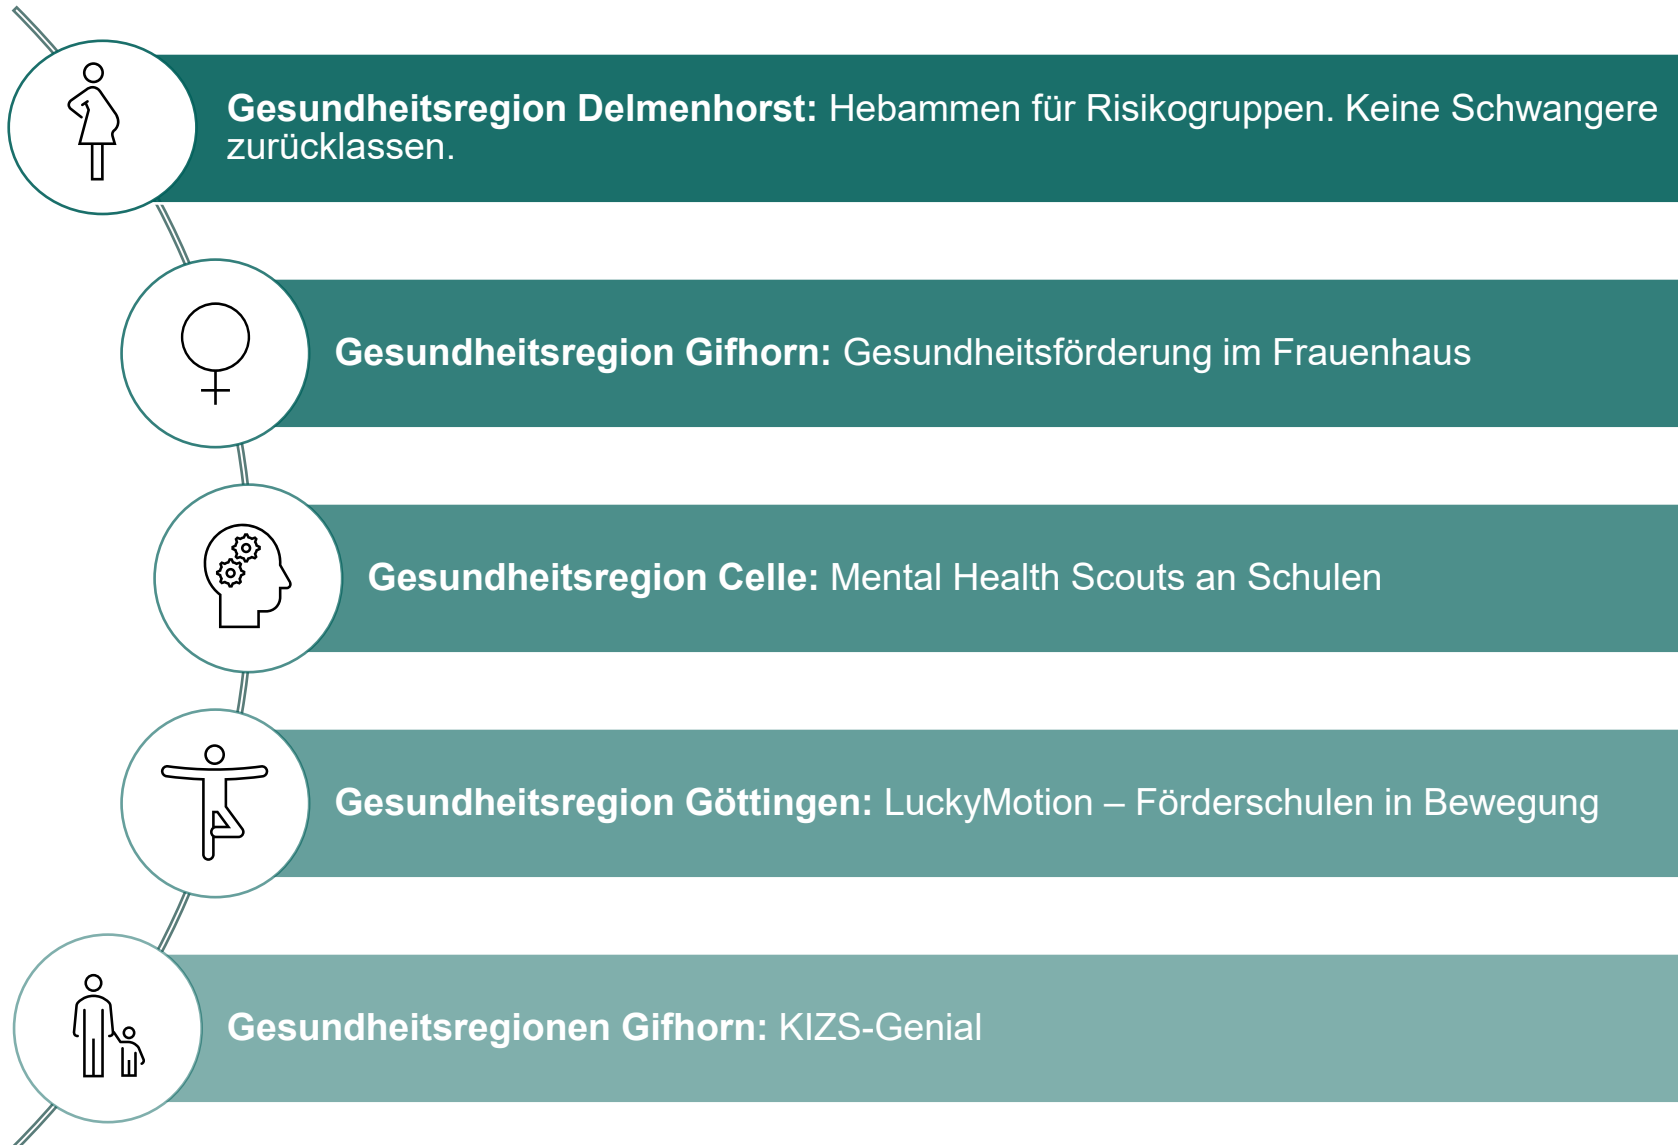 Gesundheitsregion Delmenhorst: Hebammen für Risikogruppen. Keine Schwangere
zurücklassen.
Gesundheitsregion Gifhorn: Gesundheitsförderung im Frauenhaus
Gesundheitsregion Celle: Mental Health Scouts an Schulen
Gesundheitsregion Göttingen: LuckyMotion – Förderschulen in Bewegung
Gesundheitsregionen Gifhorn: KIZS-Genial